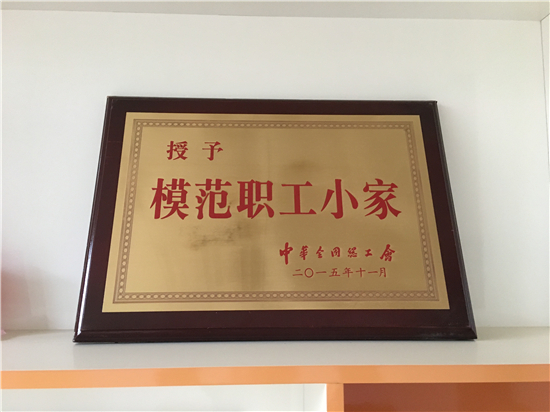 授予
模范职工小家
中华全国总工會
二〇一五年十一月